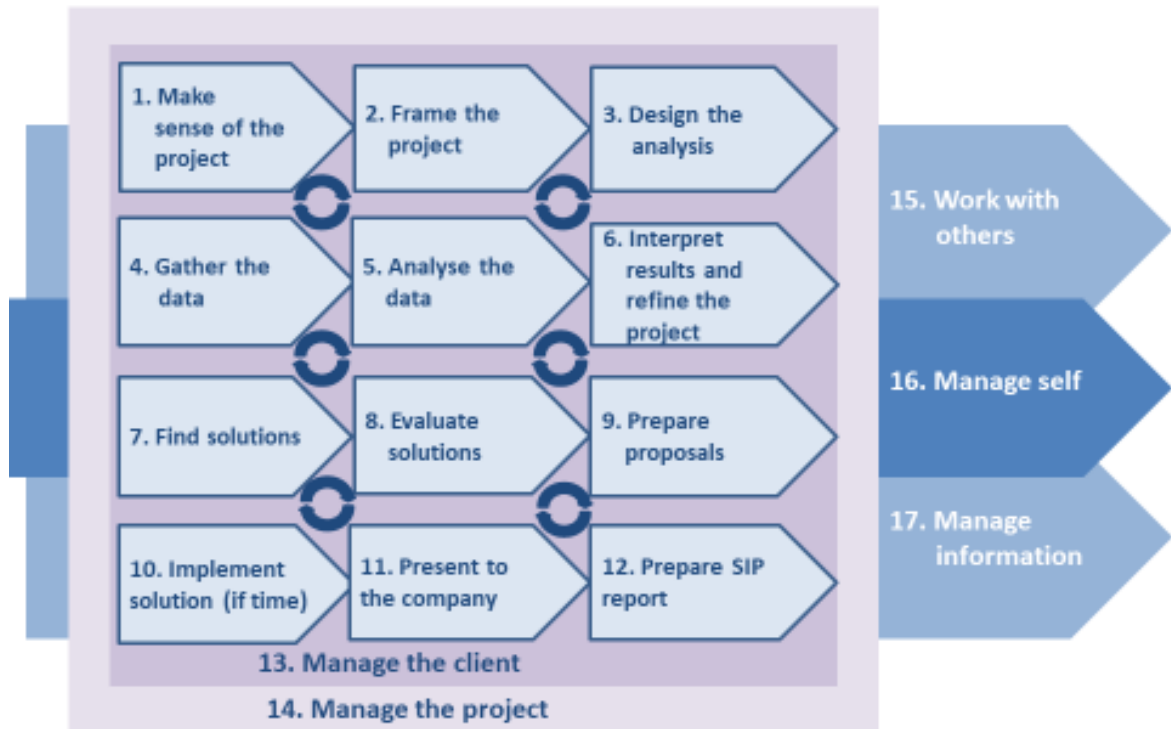 1. Make
sense of the
project
2. Frame the
project
3. Design the
analysis
4. Gather the
data
5. Analyse the
data
6. Interpret
results and
refine the
project
7. Find solutions
8. Evaluate
solutions
9. Prepare
proposals
10. Implement
solution (if time)
11. Present to
the company
12. Prepare SIP
report
13. Manage the client
14. Manage the project
15. Work with
others
16. Manage self
17. Manage
information